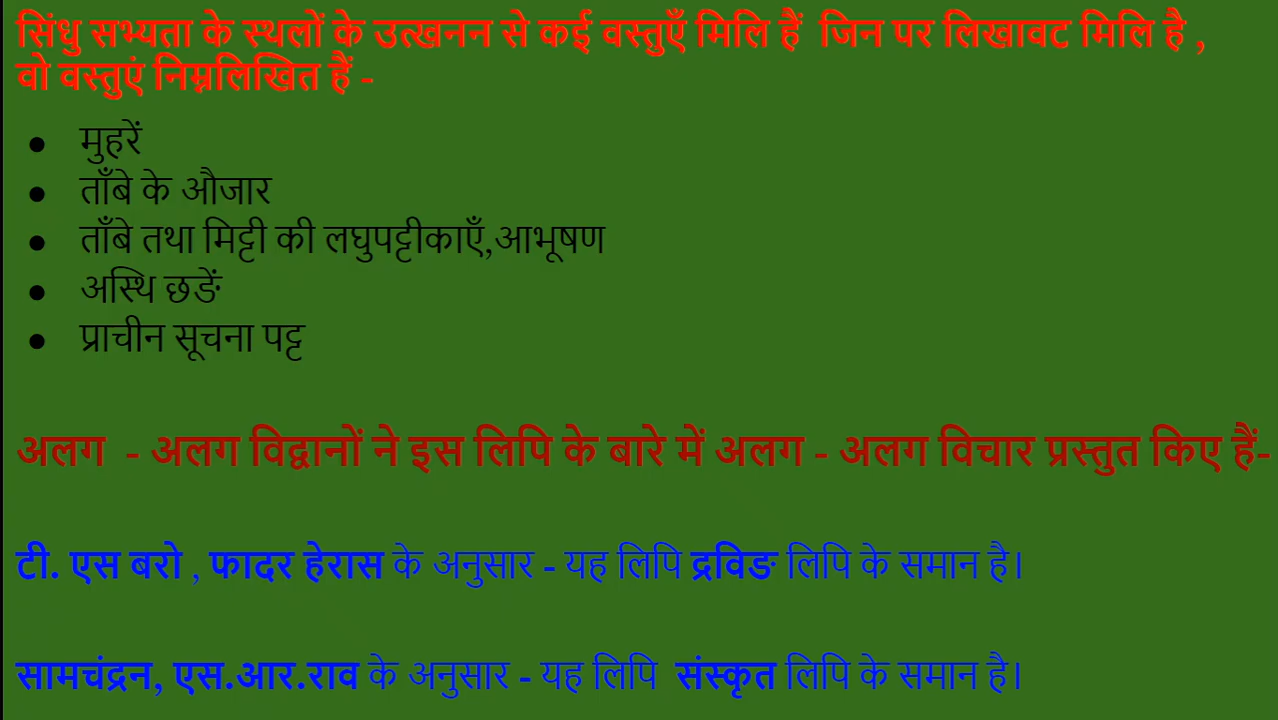 सिंधु सभ्यता के स्थलों के उत्खनन से कई वस्तुएँ मिलि हैं जिन पर लिखावट मिलि है ,
वो वस्तुएं निम्नलिखित हैं -
● मुहरें
● ताँबे के औजार
● ताँबे तथा मिट्टी की लघुपट्टीकाएँ,आभूषण
● अस्थि छङें
● प्राचीन सूचना पट्ट
अलग - अलग विद्वानों ने इस लिपि के बारे में अलग - अलग विचार प्रस्तुत किए हैं-
टी. एस बरो , फादर हेरास के अनुसार - यह लिपि द्रविङ लिपि के समान है।
सामचंद्रन, एस.आर.राव के अनुसार - यह लिपि संस्कृत लिपि के समान है।